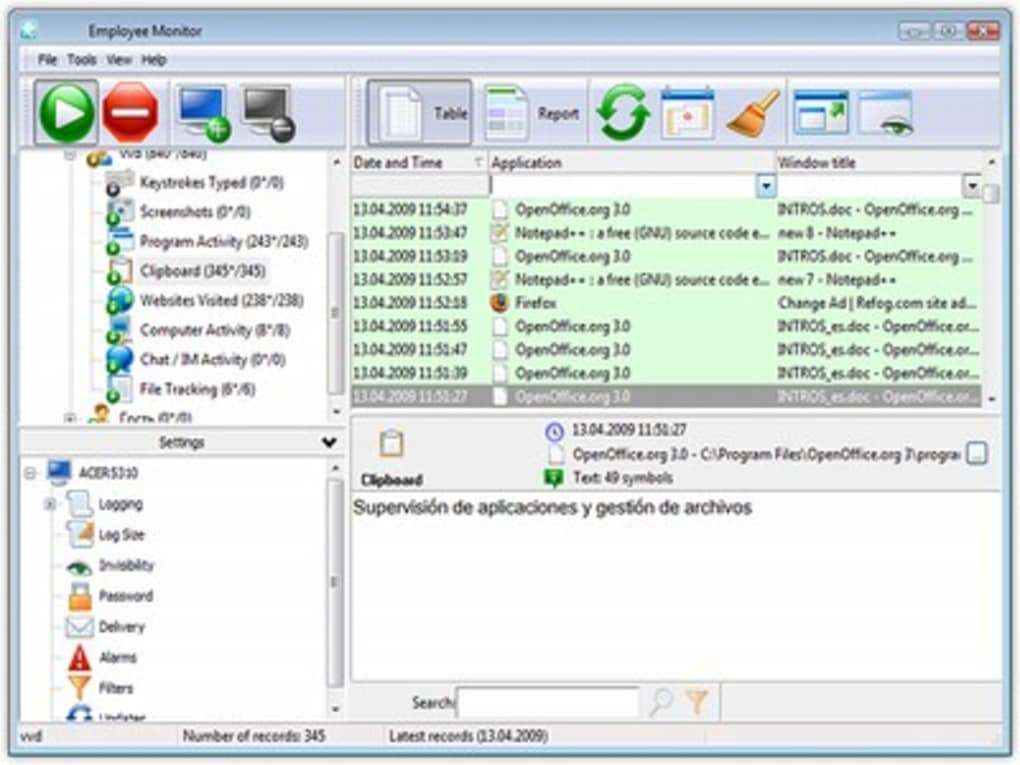 Employee Monitor
File Tools View Help
Table Report
vvd (840*/840)
Keystrokes Typed (0*/0)
Screenshots (0*/0)
Program Activity (243*/243)
Clipboard (345*/345)
Websites Visited (238*/238)
Computer Activity (8*/8)
Chat / IM Activity (0*/0)
File Tracking (6*/6)
Гость (0*/0)
Settings
ACER5310
Logging
Log Size
Invisibility
Password
Delivery
Alarms
Filters
Updates
Date and Time Application Window title
13.04.2009 11:54:37 OpenOffice.org 3.0 INTROS.doc - OpenOffice.org ...
13.04.2009 11:53:47 Notepad++ : a free (GNU) source code e... new 8 - Notepad++
13.04.2009 11:53:19 OpenOffice.org 3.0 INTROS.doc - OpenOffice.org ...
13.04.2009 11:52:57 Notepad++ : a free (GNU) source code e... new 7 - Notepad++
13.04.2009 11:52:18 Firefox Change Ad | Refog.com site ad...
13.04.2009 11:51:55 OpenOffice.org 3.0 INTROS_es.doc - OpenOffice.or...
13.04.2009 11:51:47 OpenOffice.org 3.0 INTROS_es.doc - OpenOffice.or...
13.04.2009 11:51:39 OpenOffice.org 3.0 INTROS_es.doc - OpenOffice.or...
13.04.2009 11:51:27 OpenOffice.org 3.0 INTROS_es.doc - OpenOffice.or...
Clipboard
13.04.2009 11:51:27
OpenOffice.org 3.0 - C:\Program Files\OpenOffice.org 3\program ...
Text: 49 symbols
Supervisión de aplicaciones y gestión de archivos
Search:
vvd Number of records: 345 Latest records (13.04.2009)